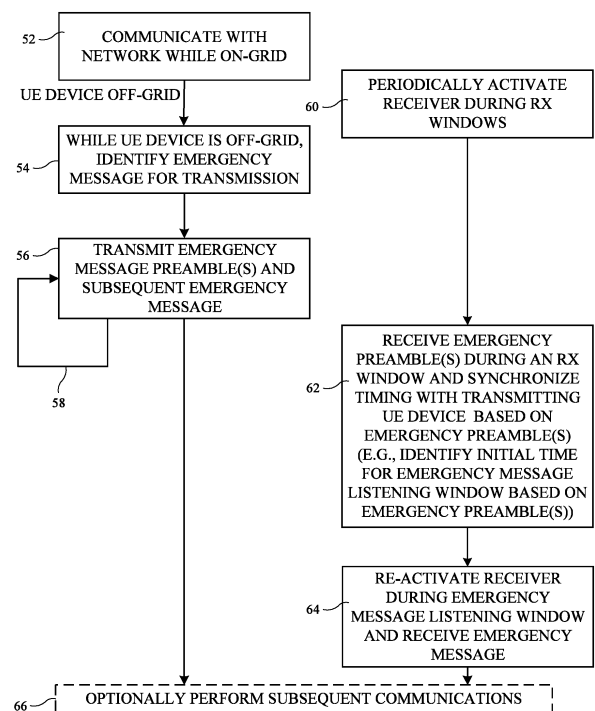 52
COMMUNICATE WITH
NETWORK WHILE ON-GRID
UE DEVICE OFF-GRID
54
WHILE UE DEVICE IS OFF-GRID,
IDENTIFY EMERGENCY
MESSAGE FOR TRANSMISSION
56
TRANSMIT EMERGENCY
MESSAGE PREAMBLE(S) AND
SUBSEQUENT EMERGENCY
MESSAGE
58
60
PERIODICALLY ACTIVATE
RECEIVER DURING RX
WINDOWS
62
RECEIVE EMERGENCY
PREAMBLE(S) DURING AN RX
WINDOW AND SYNCHRONIZE
TIMING WITH TRANSMITTING
UE DEVICE BASED ON
EMERGENCY PREAMBLE(S)
(E.G., IDENTIFY INITIAL TIME
FOR EMERGENCY MESSAGE
LISTENING WINDOW BASED ON
EMERGENCY PREAMBLE(S))
64
RE-ACTIVATE RECEIVER
DURING EMERGENCY
MESSAGE LISTENING WINDOW
AND RECEIVE EMERGENCY
MESSAGE
66
OPTIONALLY PERFORM SUBSEQUENT COMMUNICATIONS